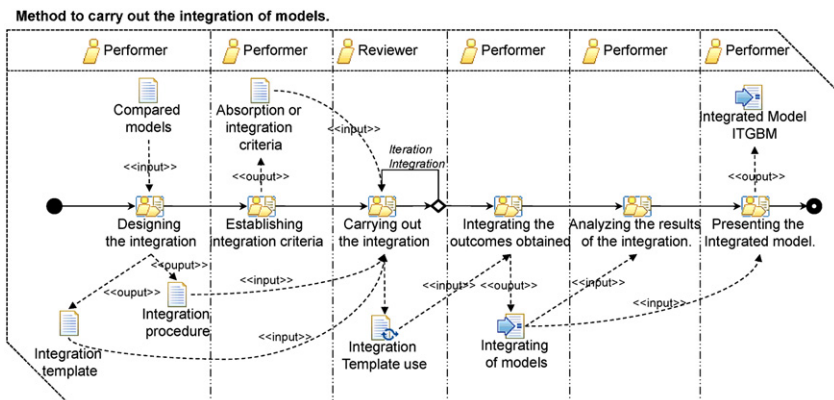 Method to carry out the integration of models.
Performer
Performer
Reviewer
Performer
Performer
Performer
Compared
models
Absorption or
integration
criteria
<<input>>
Iteration
Integration
Integrated Model
ITGBM
<<input>>
<<ouput>>
<<ouput>>
Designing
the integration
Establishing
integration criteria
Carrying out
the integration
Integrating the
outcomes obtained
Analyzing the results
of the integration.
Presenting the
Integrated model.
<<ouput>>
<<ouput>>
<<input>>
<<input>>
<<ouput>>
<<input>>
<<input>>
<<input>>
Integration
procedure
Integration
template
Integration
Template use
Integrating
of models